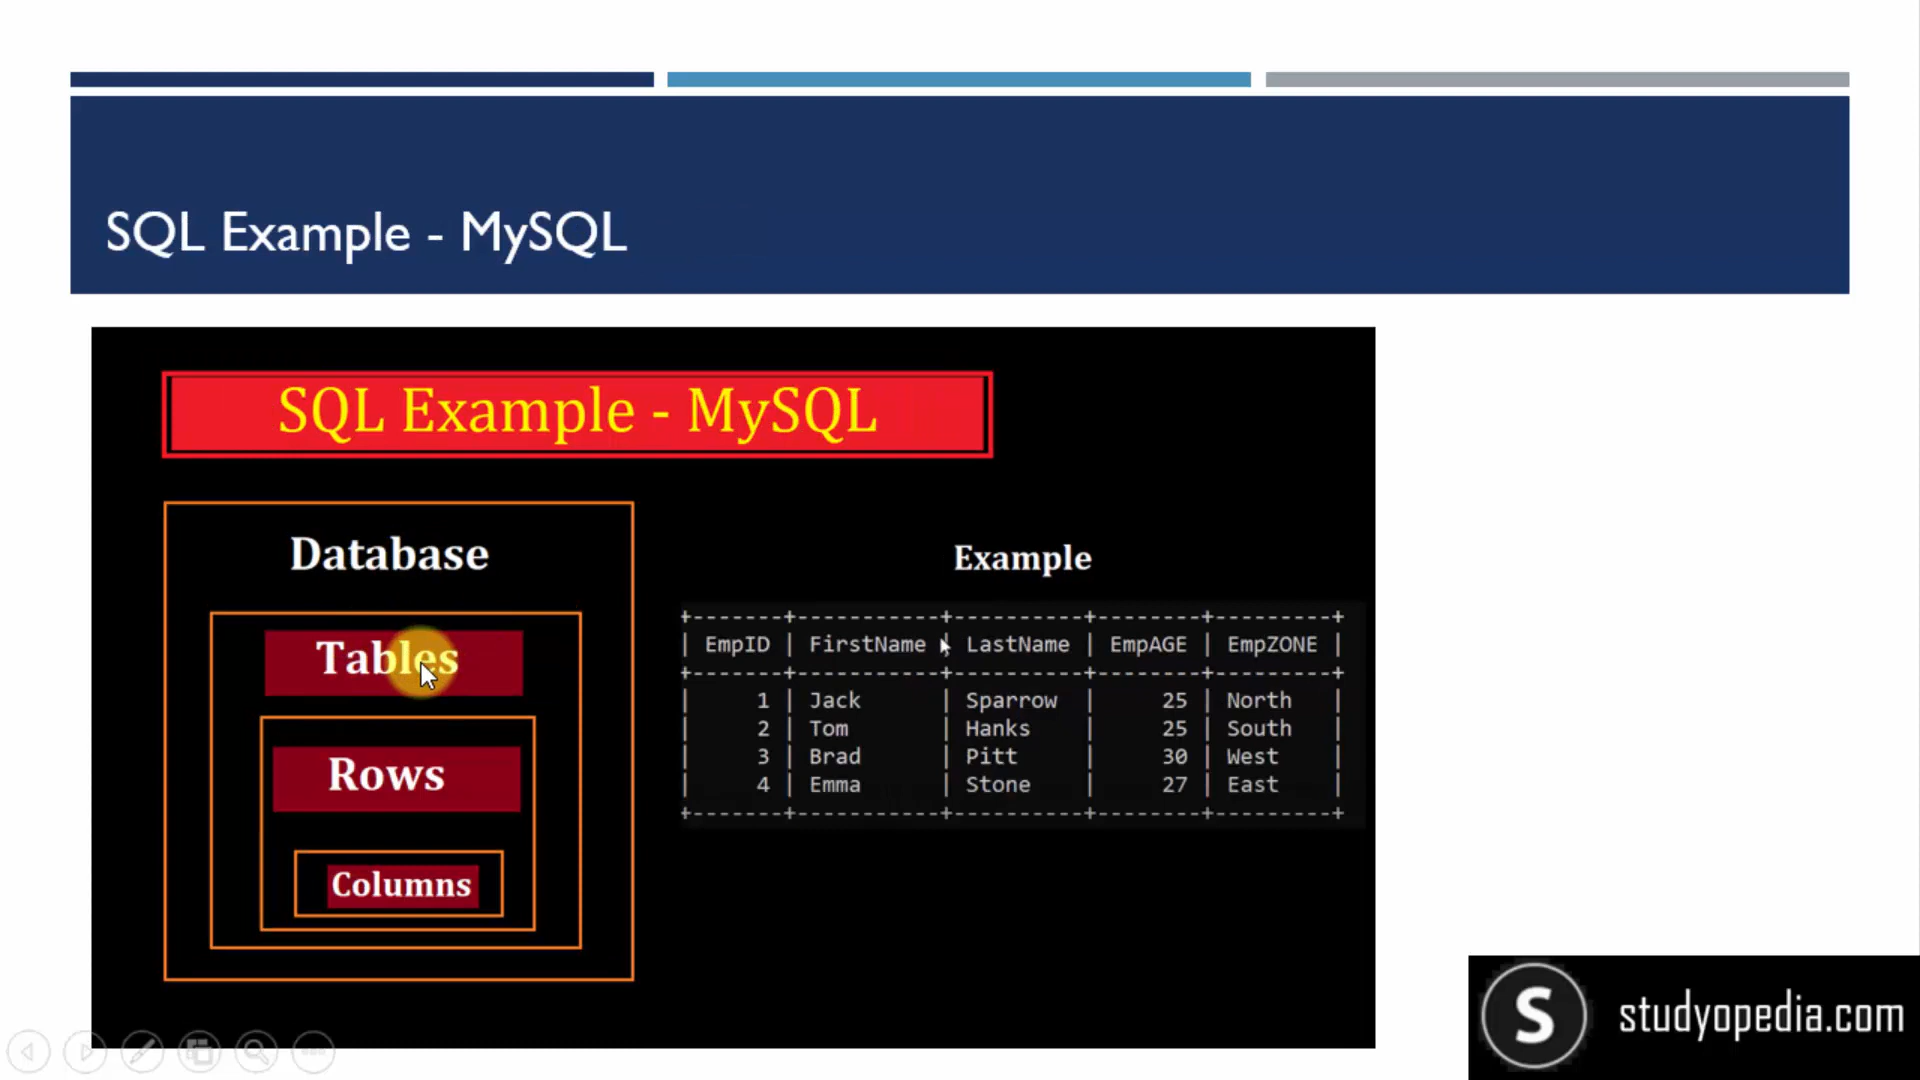 SQL Example - MySQL
SQL Example - MySQL
Database
Tables
Rows
Columns
Example
+-------+-----------+----------+--------+---------+
| EmpID | FirstName | LastName | EmpAGE | EmpZONE |
+-------+-----------+----------+--------+---------+
|     1 | Jack      | Sparrow  |     25 | North   |
|     2 | Tom       | Hanks    |     25 | South   |
|     3 | Brad      | Pitt     |     30 | West    |
|     4 | Emma      | Stone    |     27 | East    |
+-------+-----------+----------+--------+---------+
S studyopedia.com